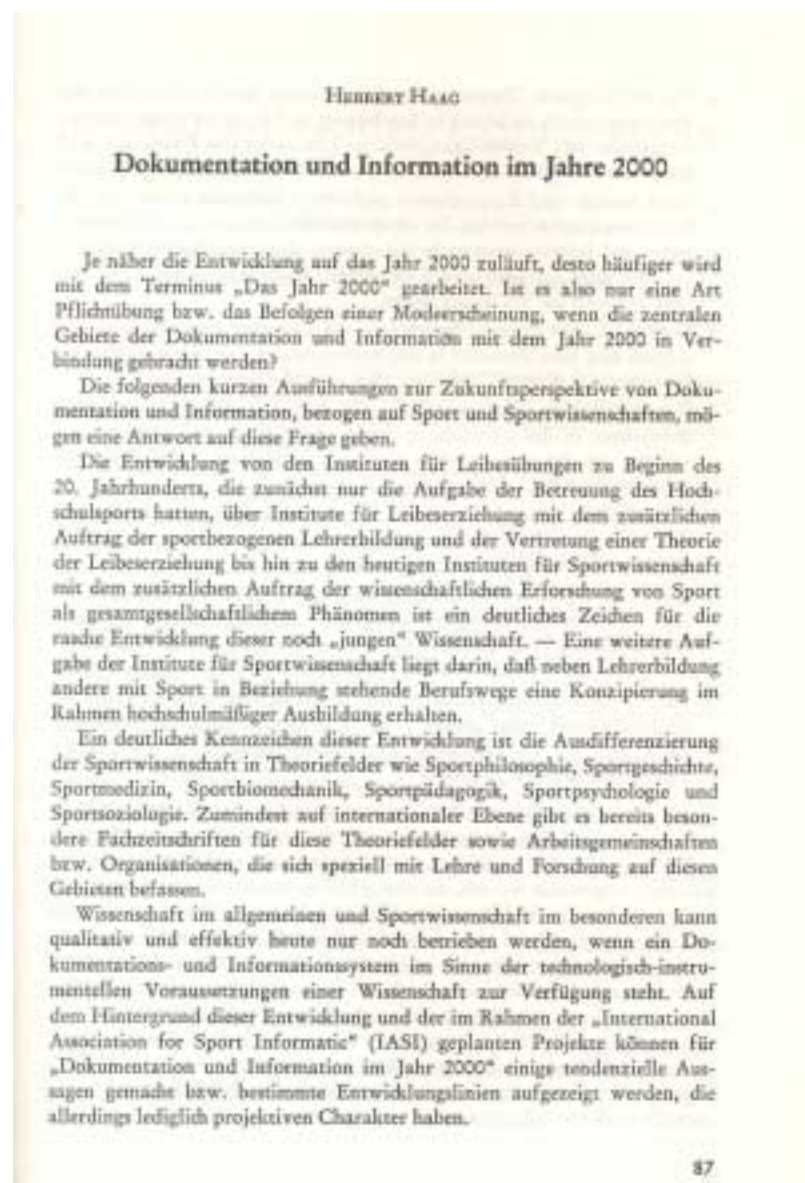 HERBERT HAAG
Dokumentation und Information im Jahre 2000
Je näher die Entwicklung auf das Jahr 2000 zuläuft, desto häufiger wird
mit dem Terminus „Das Jahr 2000“ gearbeitet. Ist es also nur eine Art
Pflichtübung bzw. das Befolgen einer Modeerscheinung, wenn die zentralen
Gebiete der Dokumentation und Information mit dem Jahr 2000 in Ver-
bindung gebracht werden?
Die folgenden kurzen Ausführungen zur Zukunftsperspektive von Doku-
mentation und Information, bezogen auf Sport und Sportwissenschaften, mö-
gen eine Antwort auf diese Frage geben.
Die Entwicklung von den Instituten für Leibesübungen zu Beginn des
20. Jahrhunderts, die zunächst nur die Aufgabe der Betreuung des Hoch-
schulsports hatten, über Institute für Leibeserziehung mit dem zusätzlichen
Auftrag der sportbezogenen Lehrerbildung und der Vertretung einer Theorie
der Leibeserziehung bis hin zu den heutigen Instituten für Sportwissenschaft
mit dem zusätzlichen Auftrag der wissenschaftlichen Erforschung von Sport
als gesamtgesellschaftlichem Phänomen ist ein deutliches Zeichen für die
rasche Entwicklung dieser noch „jungen“ Wissenschaft. — Eine weitere Auf-
gabe der Institute für Sportwissenschaft liegt darin, daß neben Lehrerbildung
andere mit Sport in Beziehung stehende Berufswege eine Konzipierung im
Rahmen hochschulmäßiger Ausbildung erhalten.
Ein deutliches Kennzeichen dieser Entwicklung ist die Ausdifferenzierung
der Sportwissenschaft in Theoriefelder wie Sportphilosophie, Sportgeschichte,
Sportmedizin, Sportbiomechanik, Sportpädagogik, Sportpsychologie und
Sportsoziologie. Zumindest auf internationaler Ebene gibt es bereits beson-
dere Fachzeitschriften für diese Theoriefelder sowie Arbeitsgemeinschaften
bzw. Organisationen, die sich speziell mit Lehre und Forschung auf diesen
Gebieten befassen.
Wissenschaft im allgemeinen und Sportwissenschaft im besonderen kann
qualitativ und effektiv heute nur noch betrieben werden, wenn ein Do-
kumentations- und Informationssystem im Sinne der technologisch-instru-
mentellen Voraussetzungen einer Wissenschaft zur Verfügung steht. Auf
dem Hintergrund dieser Entwicklung und der im Rahmen der „International
Association for Sport Informatic“ (IASI) geplanten Projekte können für
„Dokumentation und Information im Jahr 2000“ einige tendenzielle Aus-
sagen gemacht bzw. bestimmte Entwicklungslinien aufgezeigt werden, die
allerdings lediglich projektiven Charakter haben.
87